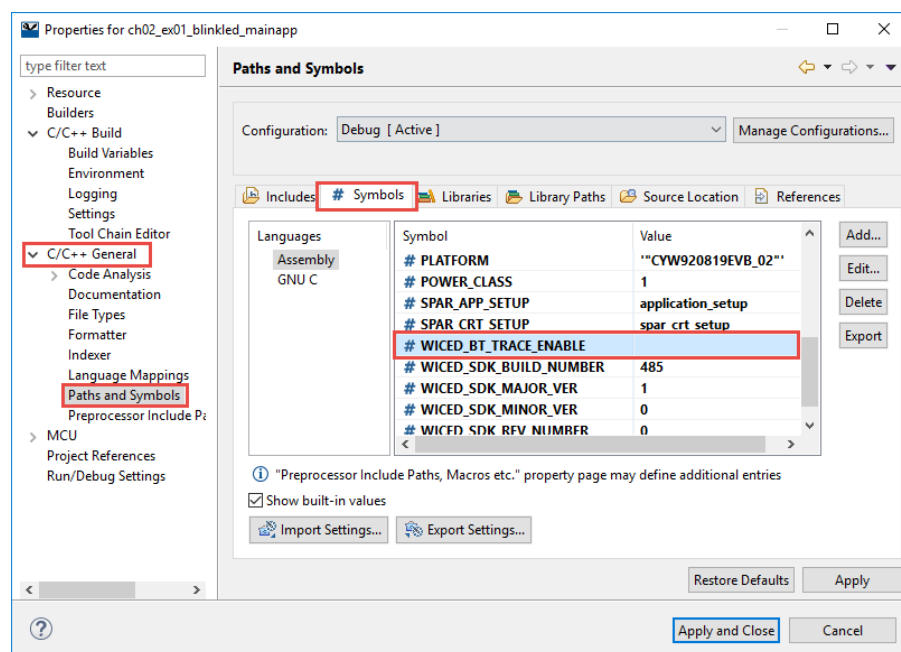 Properties for ch02_ex01_blinkled_mainapp
type filter text
Resource
Builders
C/C++ Build
Build Variables
Environment
Logging
Settings
Tool Chain Editor
C/C++ General
Code Analysis
Documentation
File Types
Formatter
Indexer
Language Mappings
Paths and Symbols
Preprocessor Include Pa
MCU
Project References
Run/Debug Settings
Paths and Symbols
Configuration: Debug [ Active ] Manage Configurations...
Includes # Symbols Libraries Library Paths Source Location References
Languages
Assembly
GNU C
Symbol Value
# PLATFORM '"CYW920819EVB_02"'
# POWER_CLASS 1
# SPAR_APP_SETUP application_setup
# SPAR_CRT_SETUP spar_crt_setup
# WICED_BT_TRACE_ENABLE
# WICED_SDK_BUILD_NUMBER 485
# WICED_SDK_MAJOR_VER 1
# WICED_SDK_MINOR_VER 0
# WICED_SDK_REV_NUMBER 0
Add...
Edit...
Delete
Export
"Preprocessor Include Paths, Macros etc." property page may define additional entries
Show built-in values
Import Settings... Export Settings...
Restore Defaults Apply
? Apply and Close Cancel